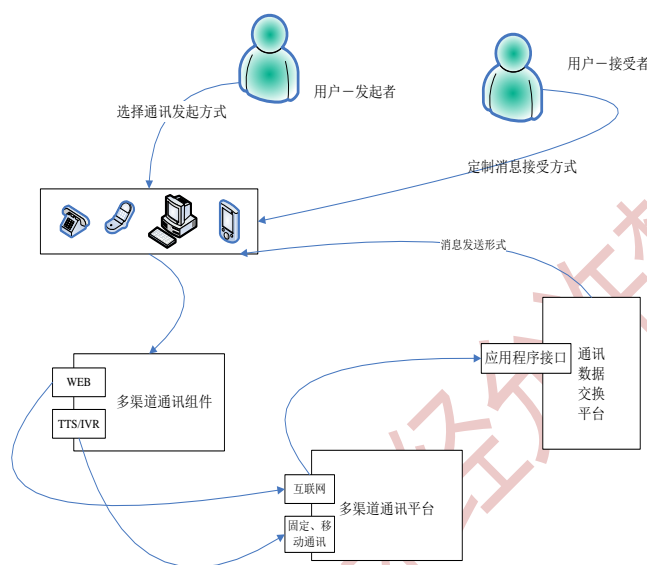 用户－发起者
用户－接受者
选择通讯发起方式
定制消息接受方式
消息发送形式
应用程序接口
通讯
数据
交换
平台
WEB
多渠道通讯组件
TTS/IVR
互联网
多渠道通讯平台
固定、移
动通讯